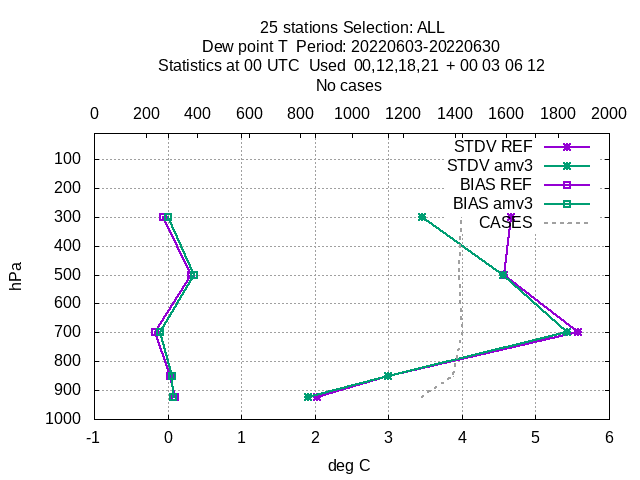 25 stations Selection: ALL
Dew point T  Period: 20220603-20220630
Statistics at 00 UTC  Used  00,12,18,21  + 00 03 06 12
No cases
0 200 400 600 800 1000 1200 1400 1600 1800 2000
STDV REF
STDV amv3
BIAS REF
BIAS amv3
CASES
100
200
300
400
500
600
700
800
900
1000
hPa
-1 0 1 2 3 4 5 6
deg C